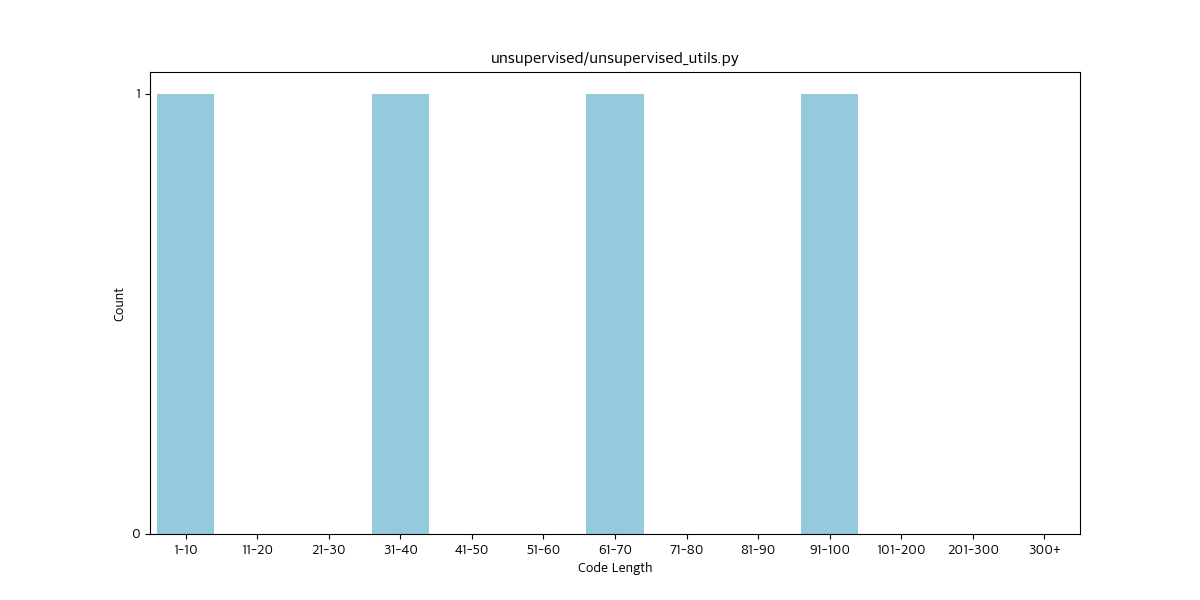 unsupervised/unsupervised_utils.py
1
Count
0
1-10 11-20 21-30 31-40 41-50 51-60 61-70 71-80 81-90 91-100 101-200 201-300 300+
Code Length